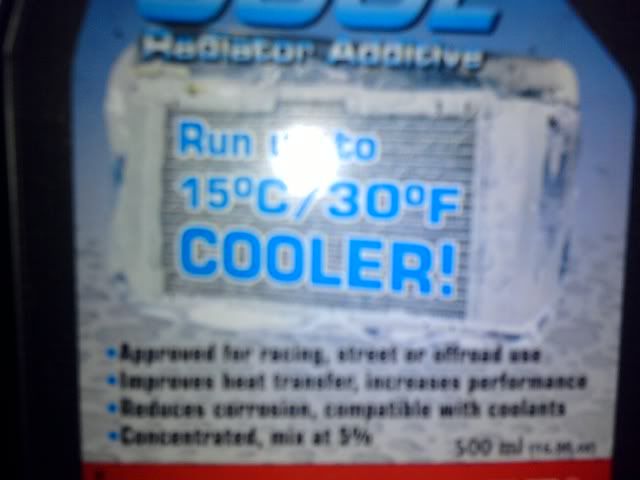 Radiator Additive
Run up to
15ºC/30ºF
COOLER!
•Approved for racing, street or offroad use
•Improves heat transfer, increases performance
•Reduces corrosion, compatible with coolants
•Concentrated, mix at 5%
500 ml